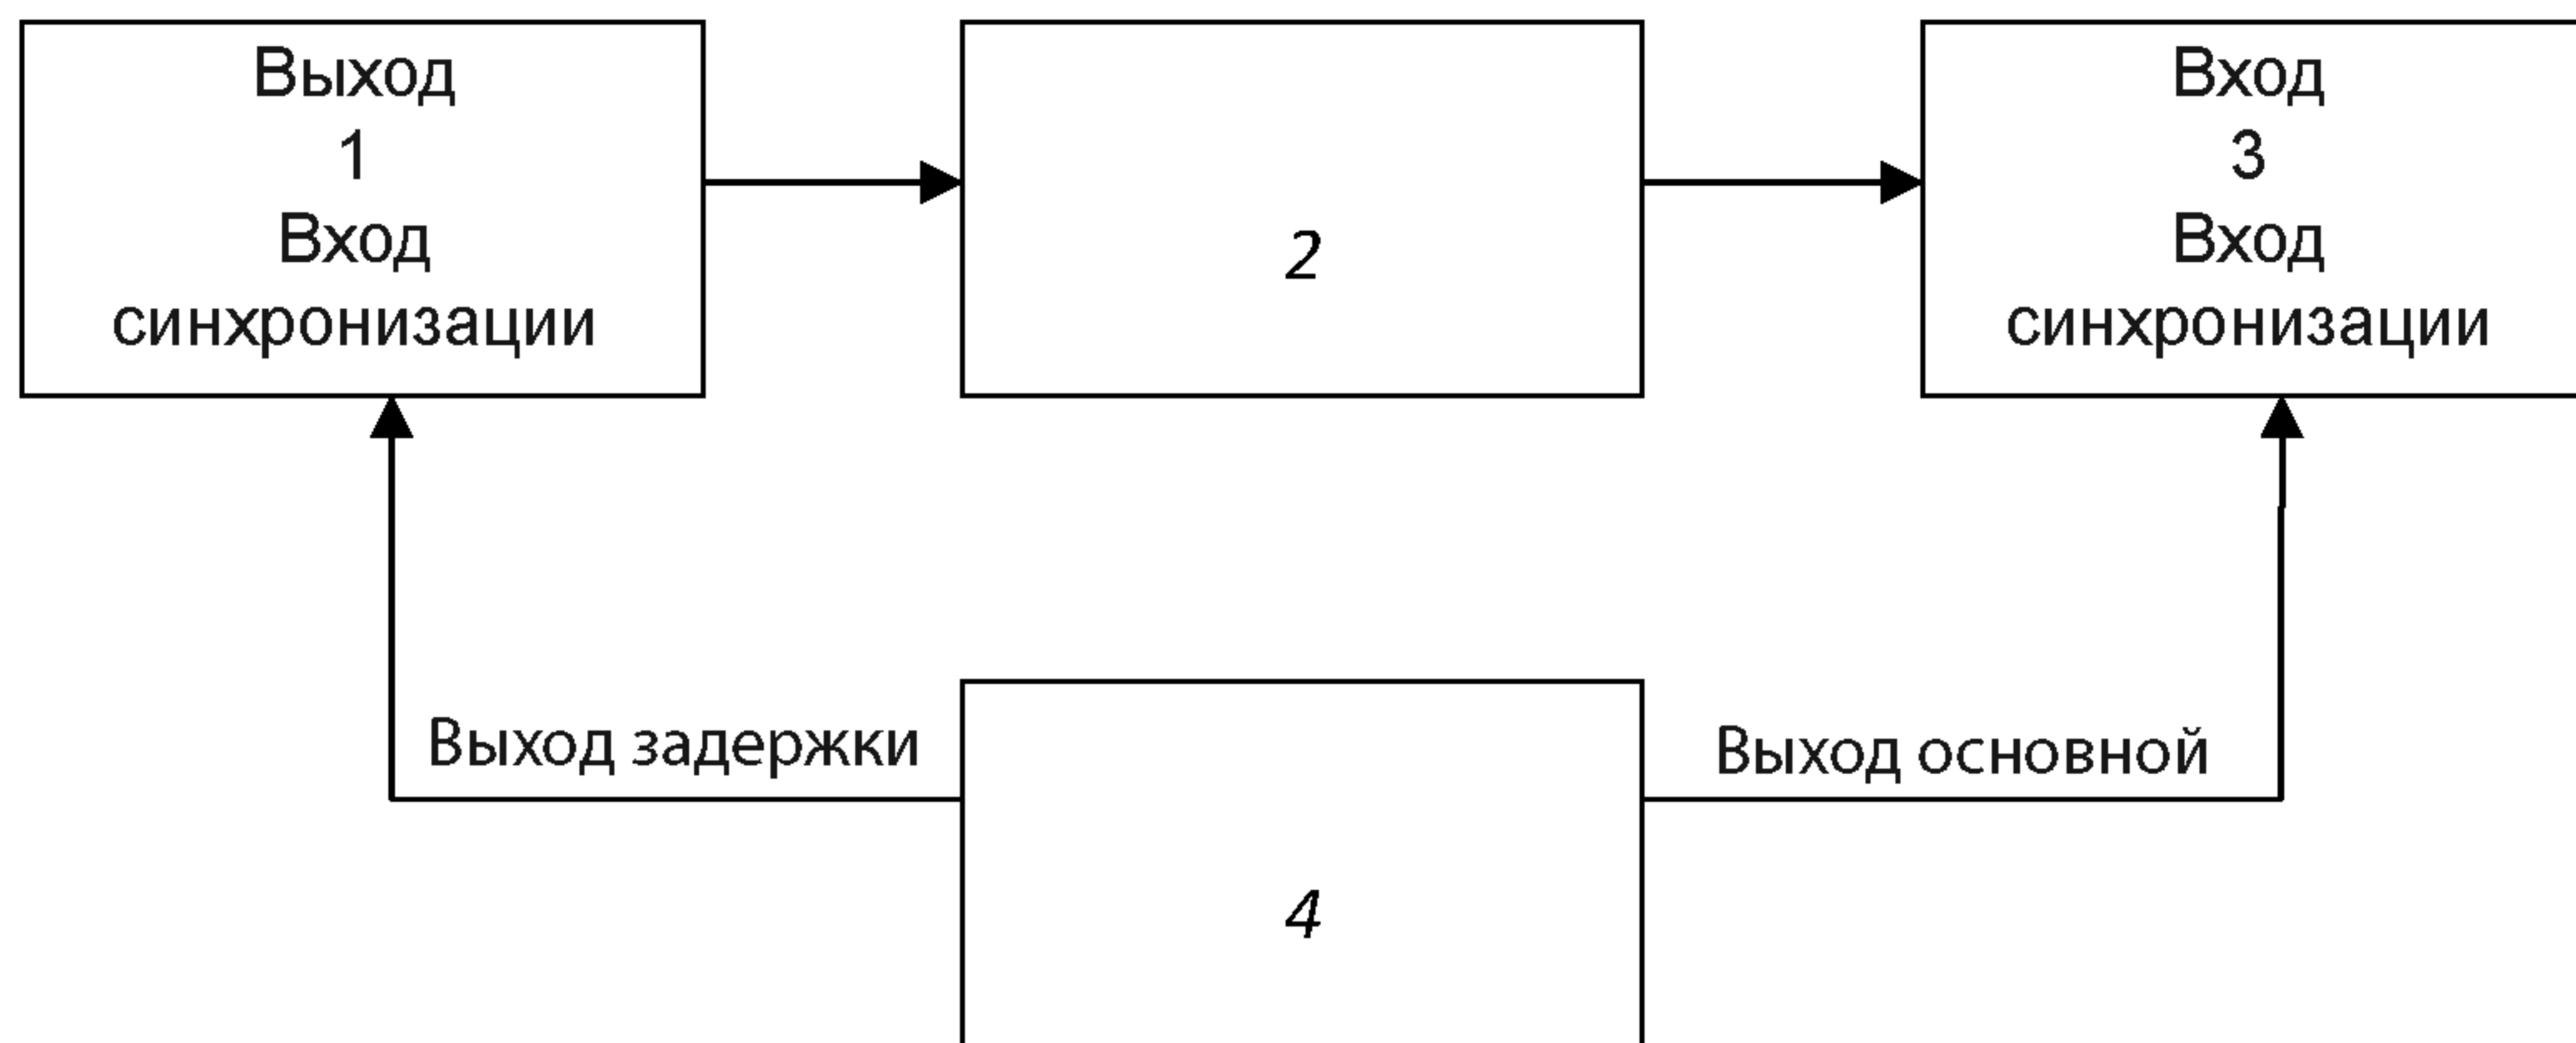 Выход
1
Вход
синхронизации
2
Вход
3
Вход
синхронизации
Выход задержки
Выход основной
4